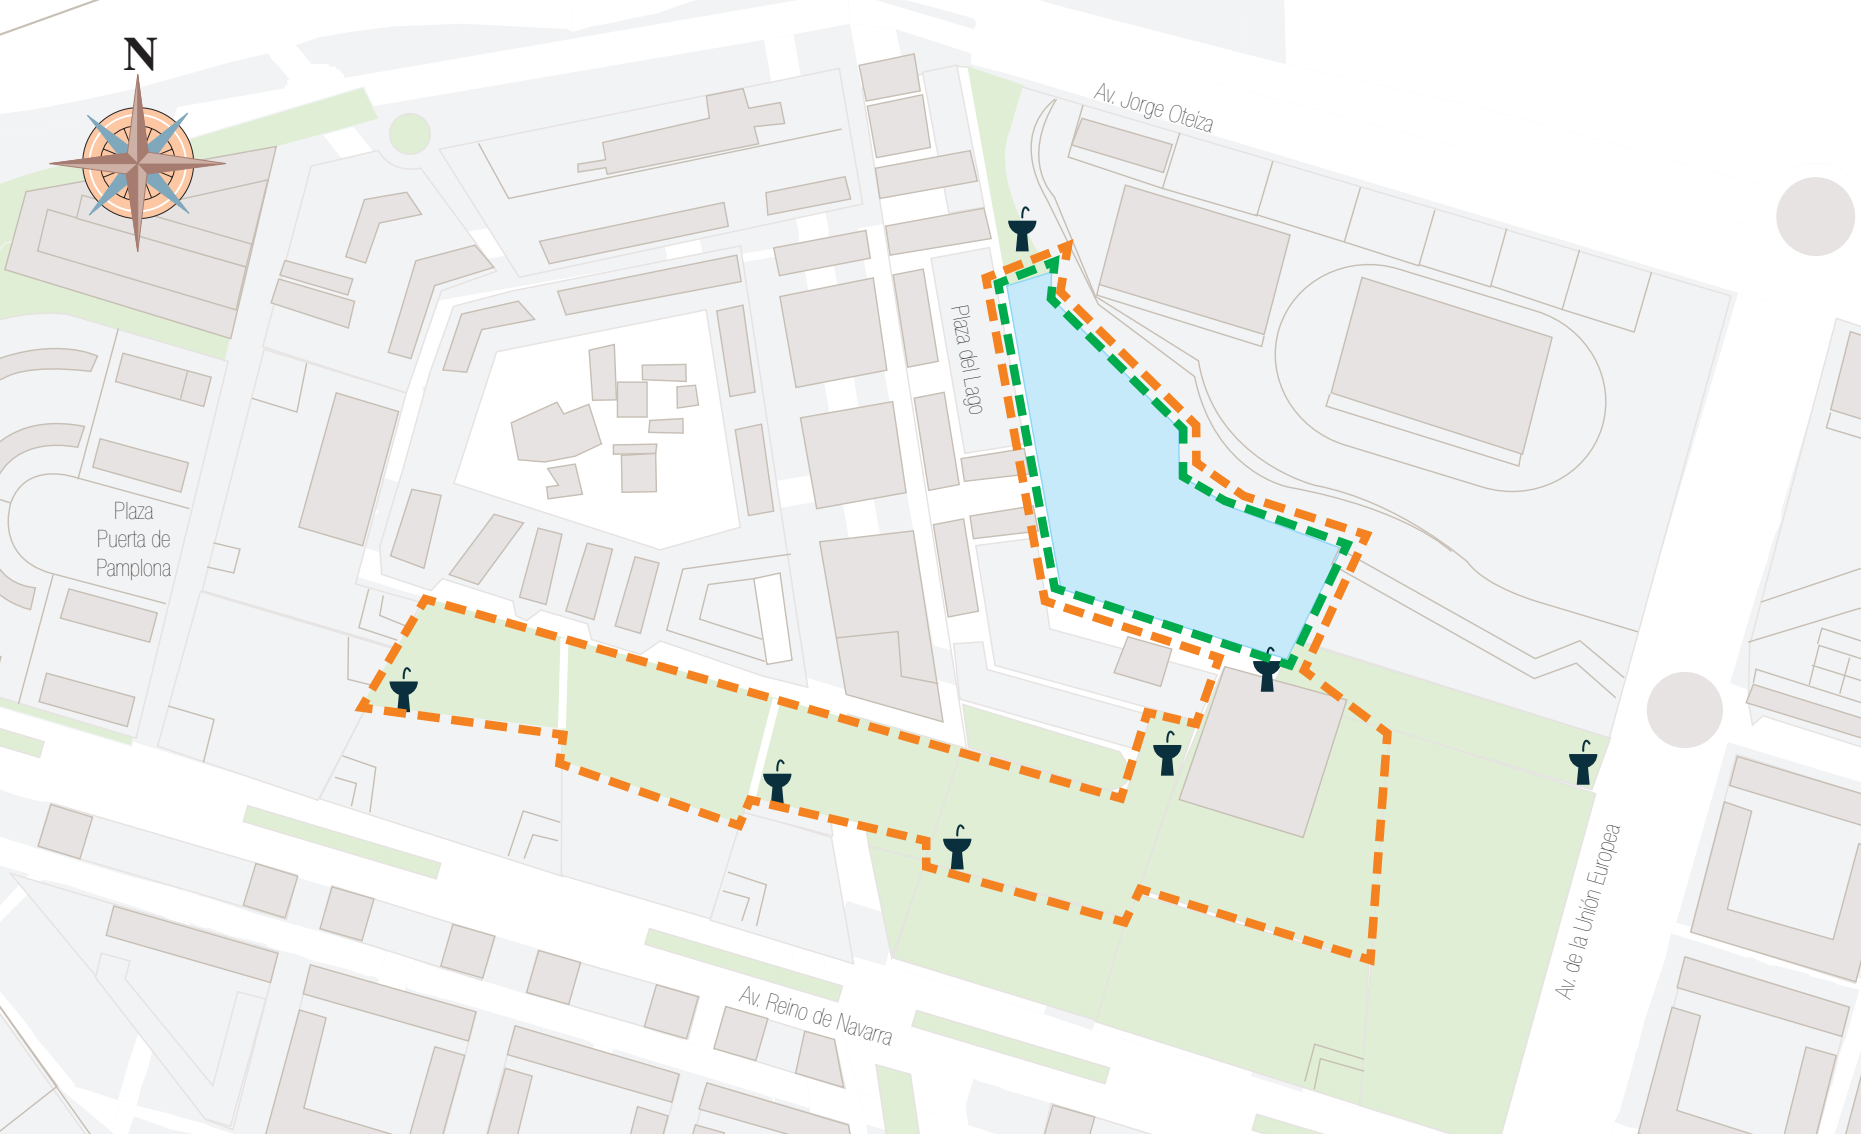 N
Av. Jorge Oteiza
Plaza del Lago
Plaza
Puerta de
Pamplona
Av. de la Unión Europea
Av. Reino de Navarra